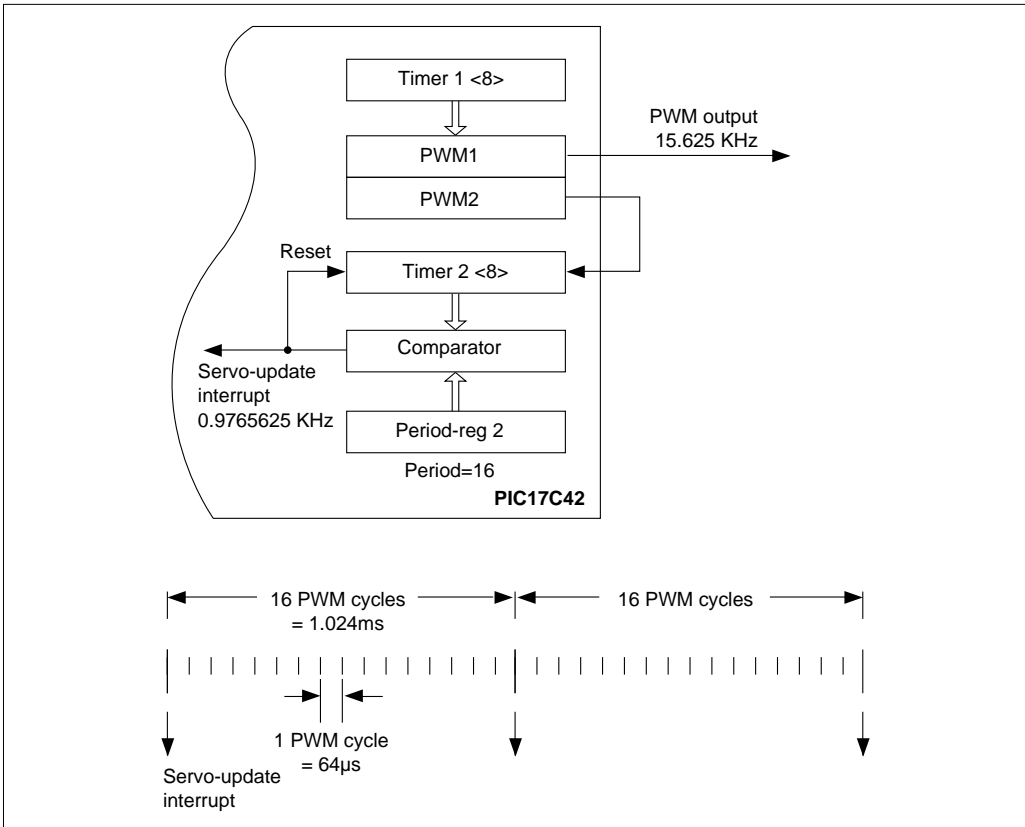 Timer 1 <8>
PWM output
15.625 KHz
PWM1
PWM2
Reset
Timer 2 <8>
Comparator
Servo-update
interrupt
0.9765625 KHz
Period-reg 2
Period=16
PIC17C42
16 PWM cycles
= 1.024ms
16 PWM cycles
1 PWM cycle
= 64µs
Servo-update
interrupt